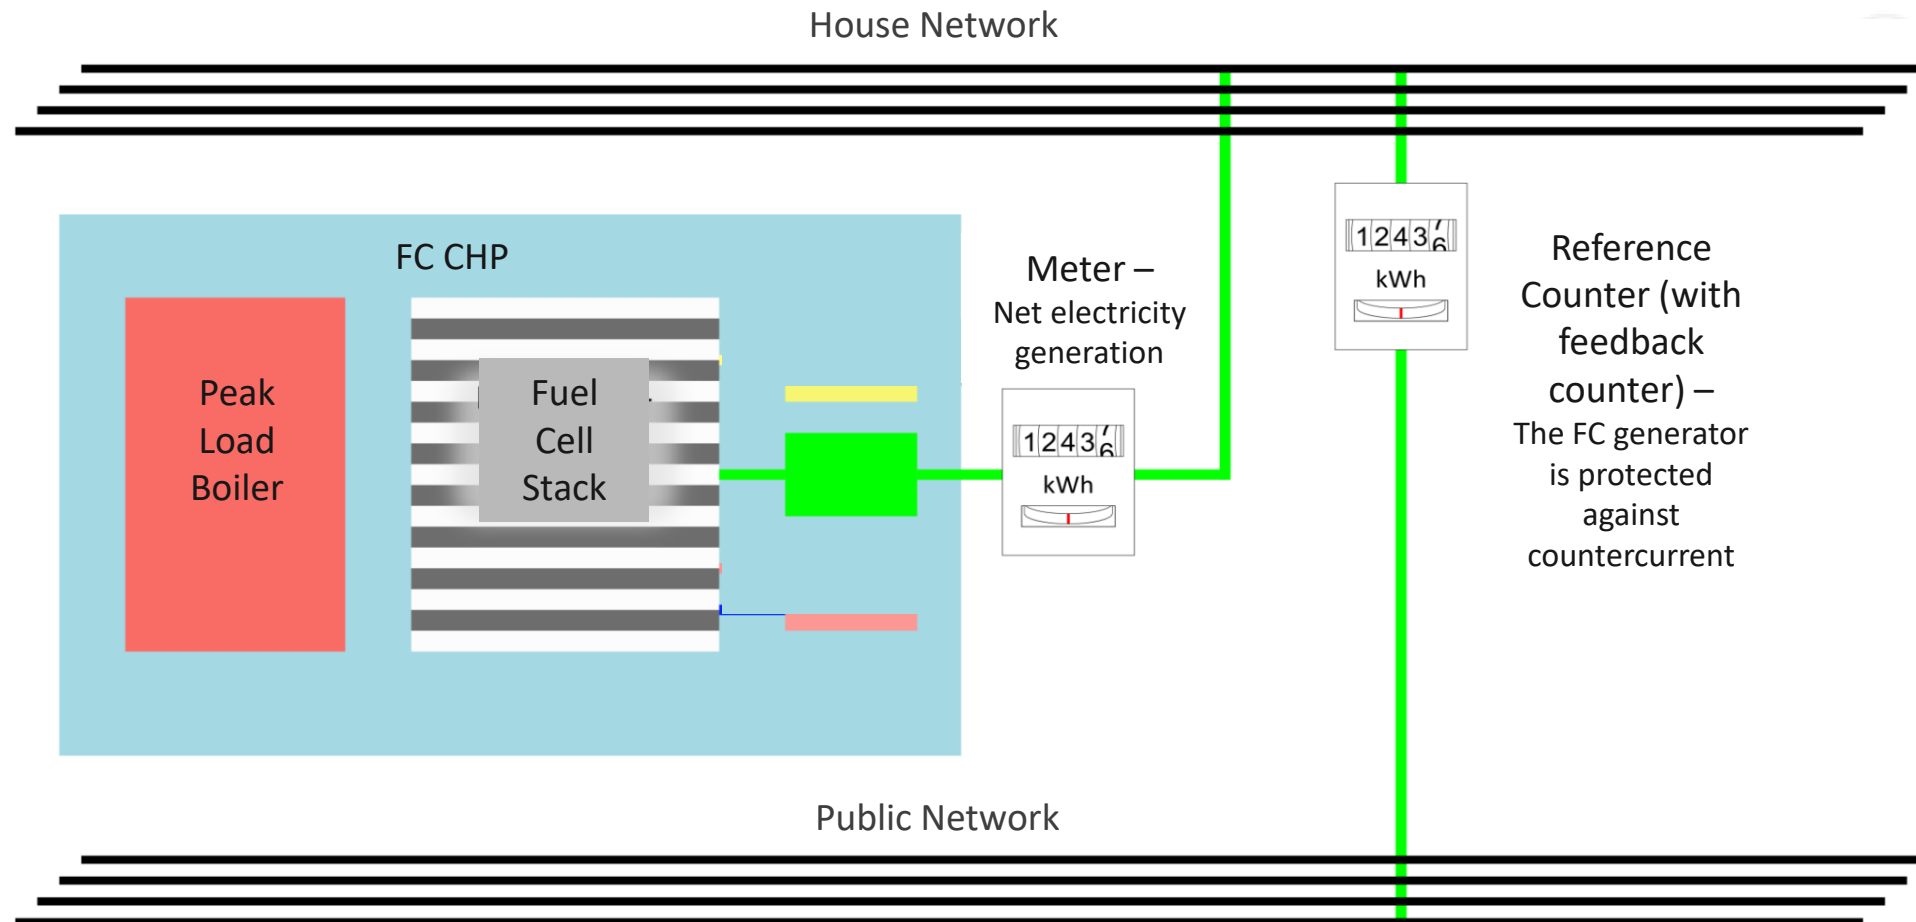 House Network
FC CHP
Peak
Load
Boiler
Fuel
Cell
Stack
Meter –
Net electricity
generation
1243
kWh
1243
kWh
Reference
Counter (with
feedback
counter) –
The FC generator
is protected
against
countercurrent
Public Network